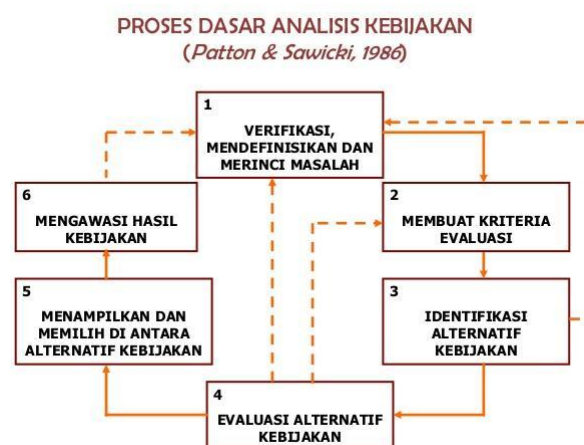 PROSES DASAR ANALISIS KEBIJAKAN
(Patton & Sawicki, 1986)
1
VERIFIKASI,
MENDEFINISIKAN DAN
MERINCI MASALAH
2
MEMBUAT KRITERIA
EVALUASI
3
IDENTIFIKASI
ALTERNATIF
KEBIJAKAN
4
EVALUASI ALTERNATIF
KEBIJAKAN
5
MENAMPILKAN DAN
MEMILIH DI ANTARA
ALTERNATIF KEBIJAKAN
6
MENGAWASI HASIL
KEBIJAKAN